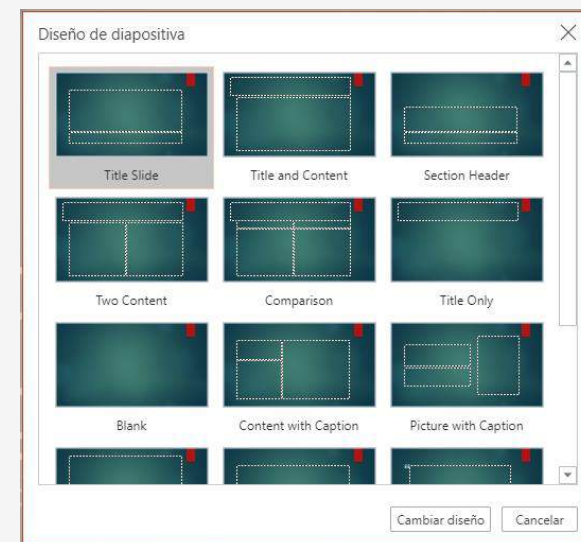 Diseño de diapositiva
Title Slide
Title and Content
Section Header
Two Content
Comparison
Title Only
Blank
Content with Caption
Picture with Caption
Cambiar diseño
Cancelar